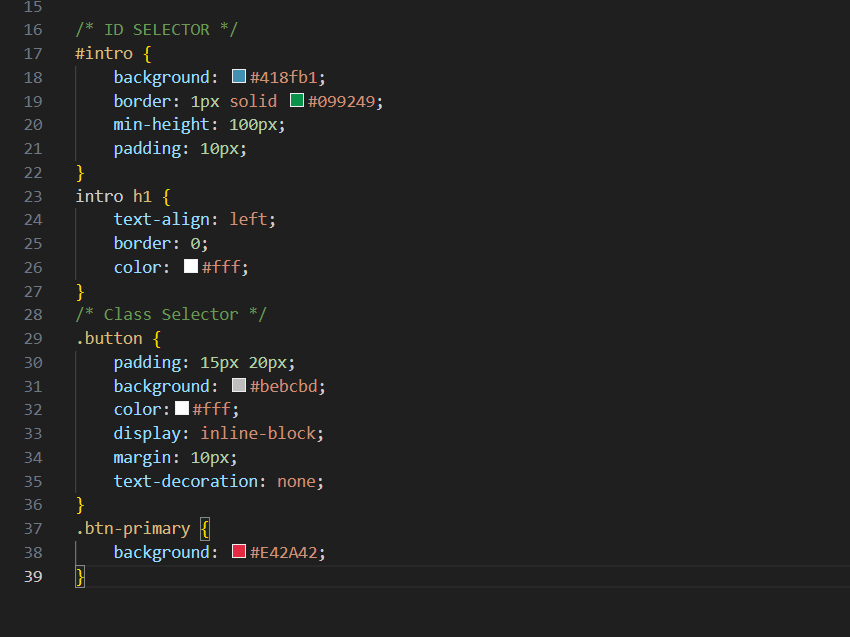 15
16 /* ID SELECTOR */
17 #intro {
18 background: #418fb1;
19 border: 1px solid #099249;
20 min-height: 100px;
21 padding: 10px;
22 }
23 intro h1 {
24 text-align: left;
25 border: 0;
26 color: #fff;
27 }
28 /* Class Selector */
29 .button {
30 padding: 15px 20px;
31 background: #bebcbd;
32 color: #fff;
33 display: inline-block;
34 margin: 10px;
35 text-decoration: none;
36 }
37 .btn-primary {
38 background: #E42A42;
39 }